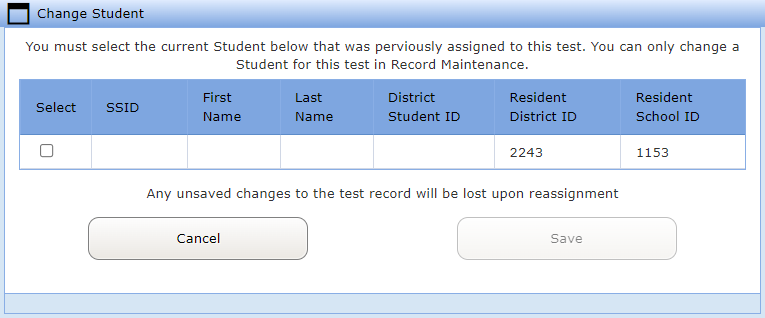 Change Student
You must select the current Student below that was perviously assigned to this test. You can only change a
Student for this test in Record Maintenance.
Select SSID First Name Last Name District Student ID Resident District ID Resident School ID
2243 1153
Any unsaved changes to the test record will be lost upon reassignment
Cancel Save